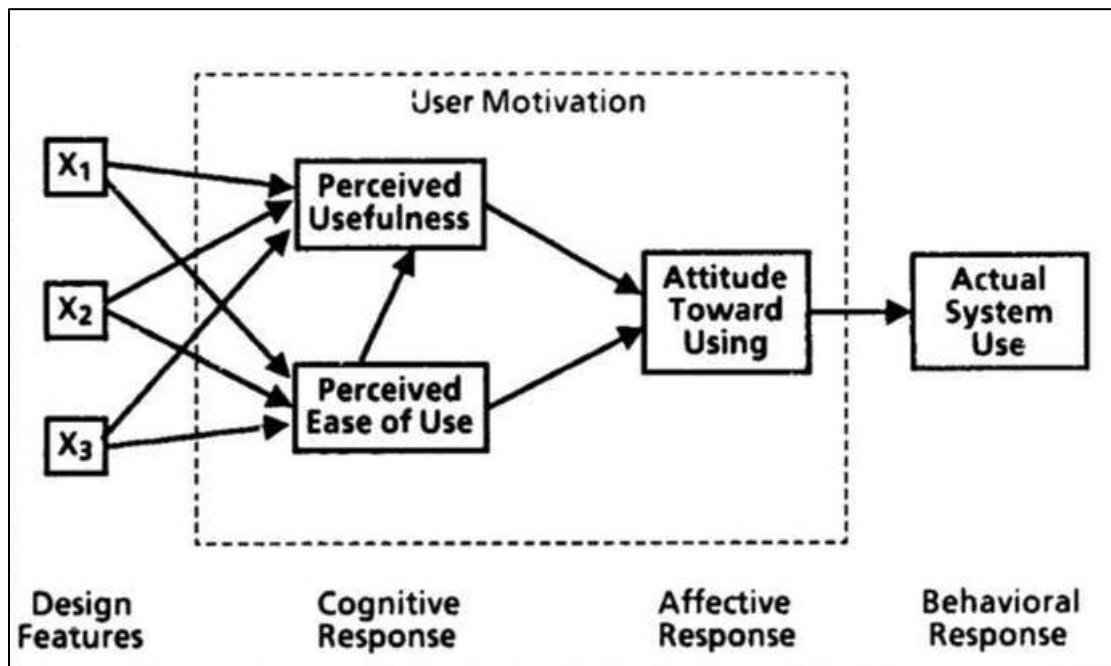 User Motivation
X1
X2
X3
Perceived
Usefulness
Perceived
Ease of Use
Attitude
Toward
Using
Actual
System
Use
Design
Features
Cognitive
Response
Affective
Response
Behavioral
Response